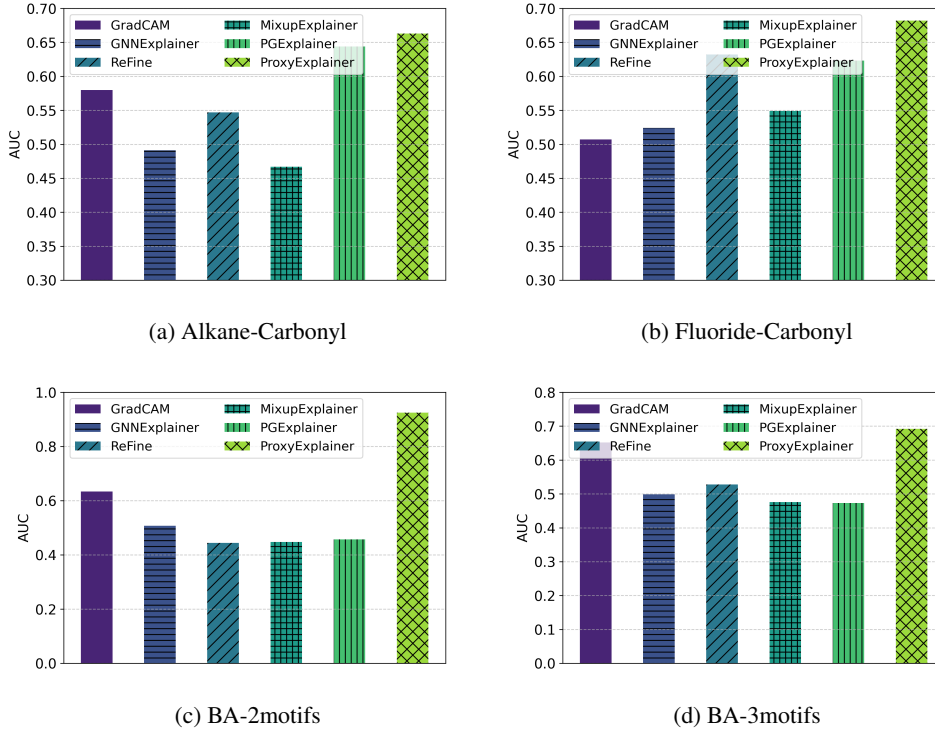 0.70
0.65
0.60
0.55
0.50
0.45
0.40
0.35
0.30
AUC
GradCAM
GNNExplainer
ReFine
MixupExplainer
PGExplainer
ProxyExplainer
(a) Alkane-Carbonyl
0.70
0.65
0.60
0.55
0.50
0.45
0.40
0.35
0.30
AUC
GradCAM
GNNExplainer
ReFine
MixupExplainer
PGExplainer
ProxyExplainer
(b) Fluoride-Carbonyl
1.0
0.8
0.6
0.4
0.2
0.0
AUC
GradCAM
GNNExplainer
ReFine
MixupExplainer
PGExplainer
ProxyExplainer
(c) BA-2motifs
0.8
0.7
0.6
0.5
0.4
0.3
0.2
0.1
0.0
AUC
GradCAM
GNNExplainer
ReFine
MixupExplainer
PGExplainer
ProxyExplainer
(d) BA-3motifs